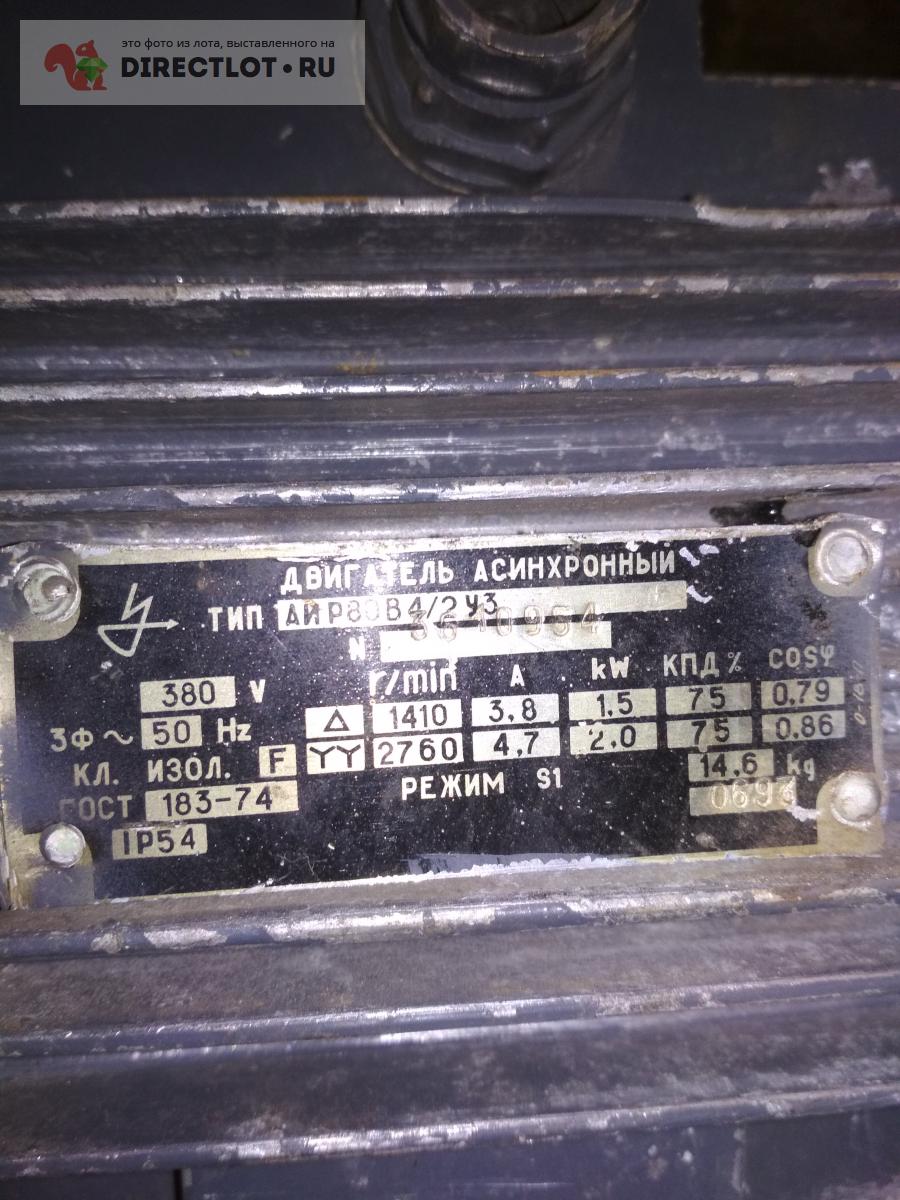 это фото из лота, выставленного на
DIRECTLOT.RU
ДВИГАТЕЛЬ АСИНХРОННЫЙ
ТИП АИР80В4/2У3
N 3610954
380 V r/min A kW КПД % COSφ
3Ф ~ 50 Hz Δ 1410 3,8 1.5 75 0.79
КЛ. ИЗОЛ. F YY 2760 4,7 2.0 75 0.86
ГОСТ 183-74 РЕЖИМ S1 14,6 kg
IP54